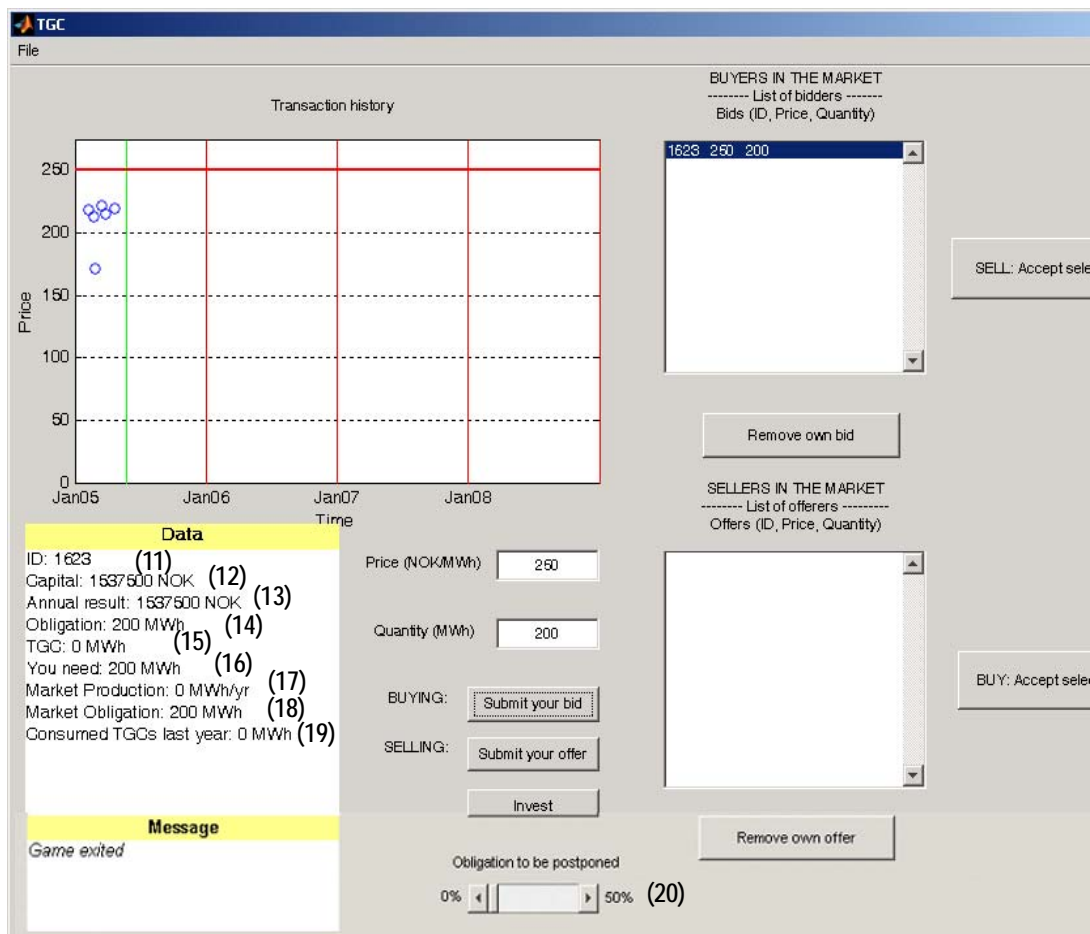 TGC
File
Transaction history
250
200
150
100
50
0
Price
Jan05 Jan06 Jan07 Jan08
Time
BUYERS IN THE MARKET
-------- List of bidders -------
Bids (ID, Price, Quantity)
1623 250 200
SELL: Accept sele
Remove own bid
SELLERS IN THE MARKET
-------- List of offerers ---------
Offers (ID, Price, Quantity)
BUY: Accept selec
Remove own offer
Data
ID: 1623 (11)
Capital: 1537500 NOK (12)
Annual result: 1537500 NOK (13)
Obligation: 200 MWh (14)
TGC: 0 MWh (15)
You need: 200 MWh (16)
Market Production: 0 MWh/yr (17)
Market Obligation: 200 MWh (18)
Consumed TGCs last year: 0 MWh (19)
Message
Game exited
Price (NOK/MWh) 250
Quantity (MWh) 200
BUYING: Submit your bid
SELLING: Submit your offer
Invest
Obligation to be postponed
0% 50% (20)